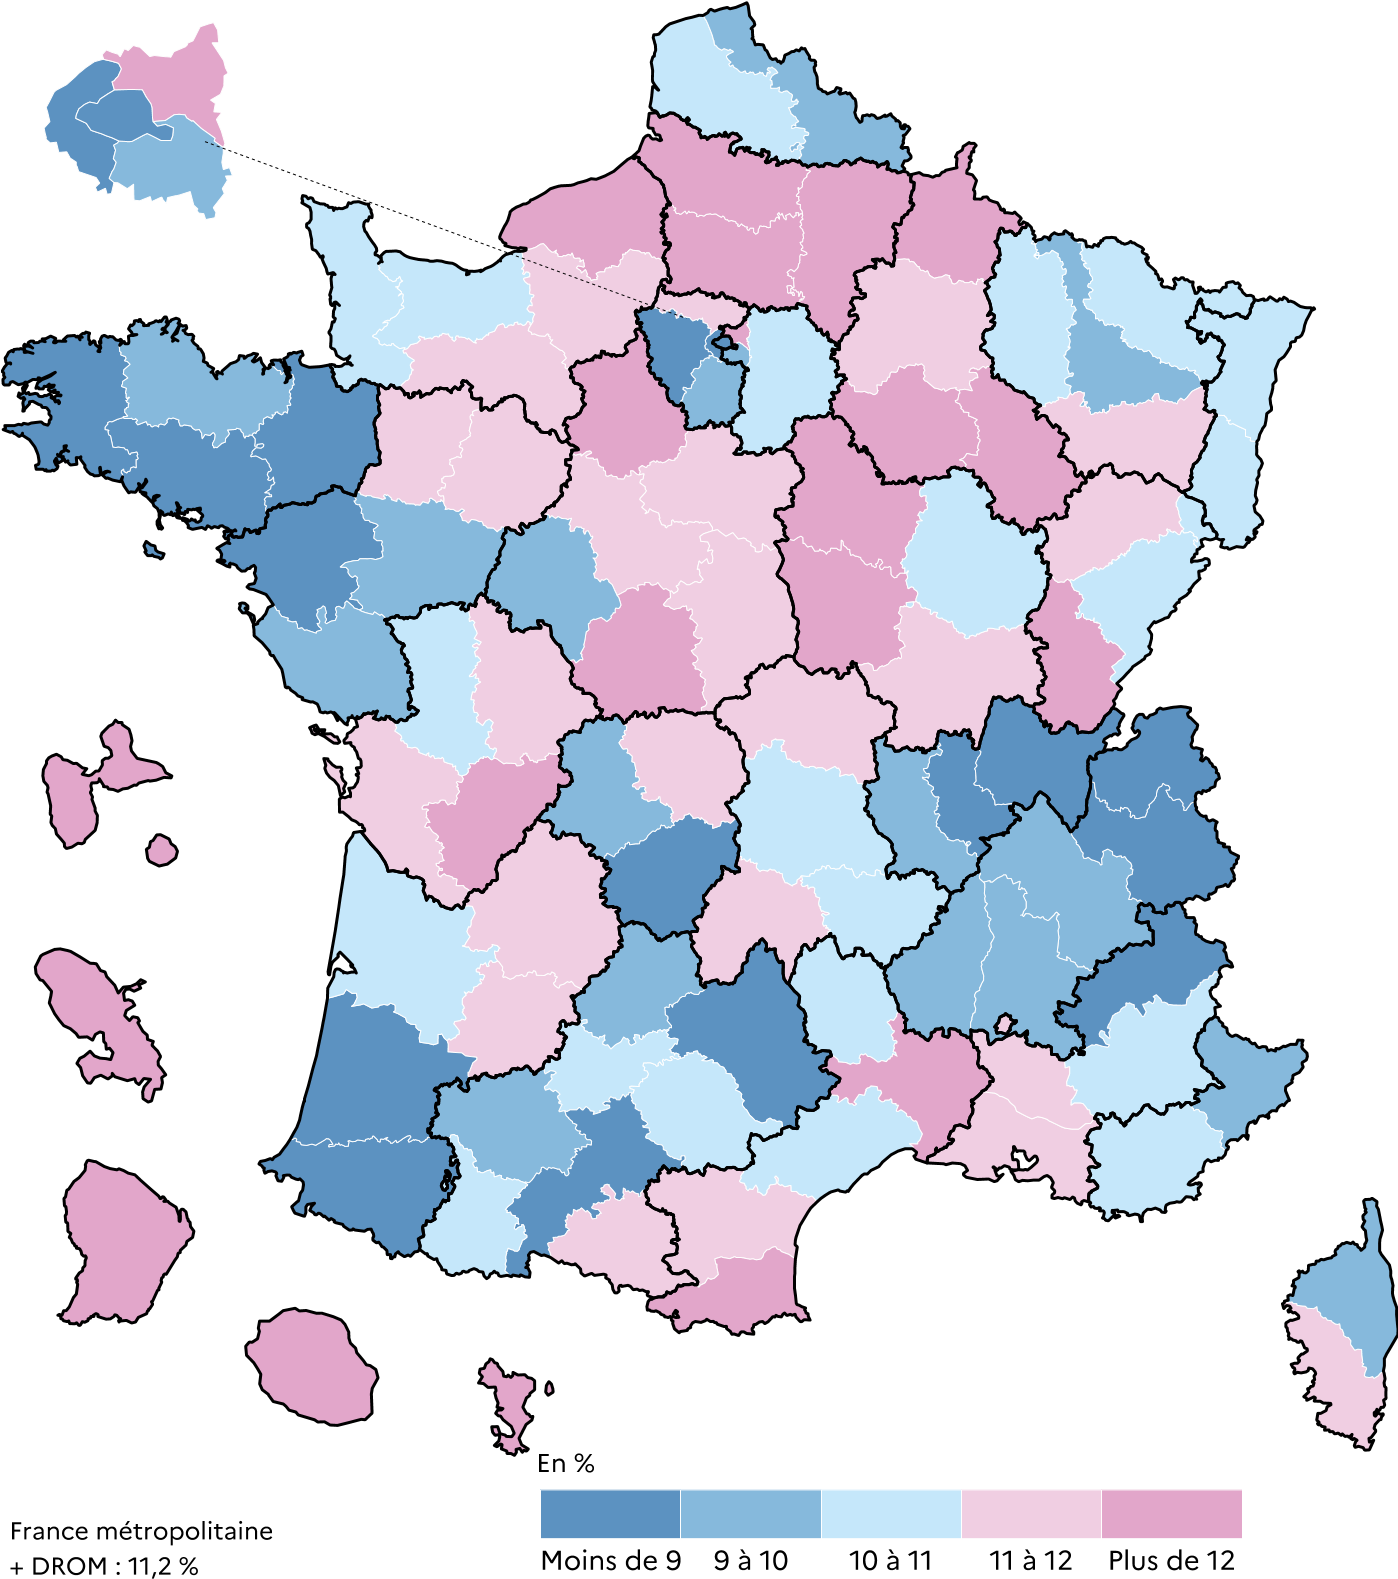 En %
Moins de 9 9 à 10 10 à 11 11 à 12 Plus de 12
France métropolitaine
+ DROM : 11,2 %